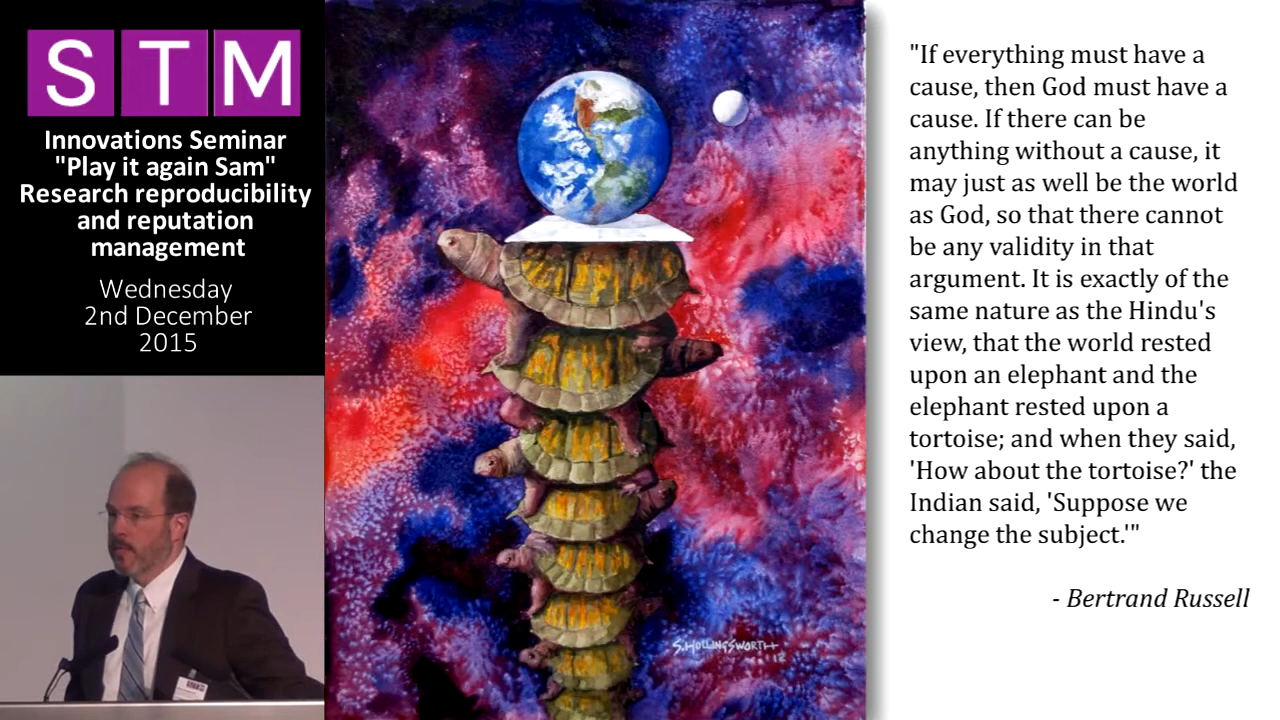 STM
Innovations Seminar
"Play it again Sam"
Research reproducibility
and reputation
management
Wednesday
2nd December
2015
S. HOLLINGSWORTH
'12
"If everything must have a
cause, then God must have a
cause. If there can be
anything without a cause, it
may just as well be the world
as God, so that there cannot
be any validity in that
argument. It is exactly of the
same nature as the Hindu's
view, that the world rested
upon an elephant and the
elephant rested upon a
tortoise; and when they said,
'How about the tortoise?' the
Indian said, 'Suppose we
change the subject.'"
- Bertrand Russell